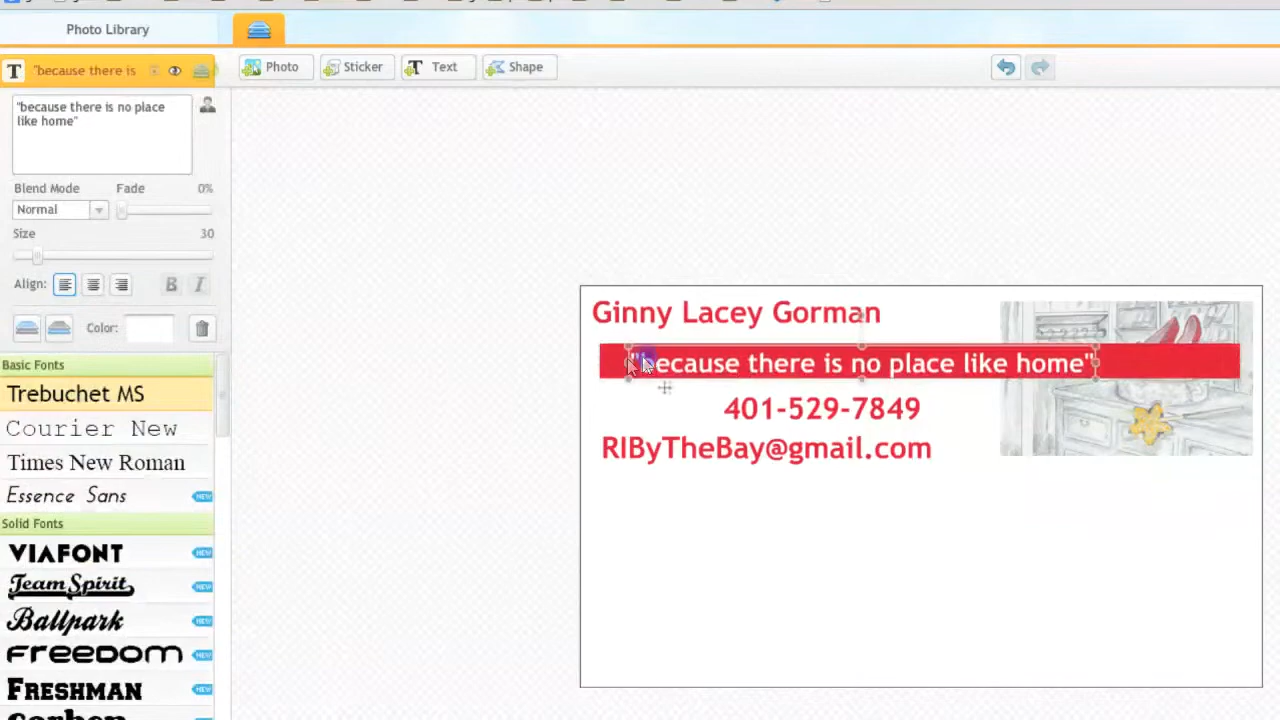 Photo Library
"because there is
Photo
Sticker
Text
Shape
"because there is no place
like home"
Blend Mode
Fade
0%
Normal
Size
30
Align:
B
I
Color:
Basic Fonts
Trebuchet MS
Courier New
Times New Roman
Essence Sans
NEW
Solid Fonts
VIAFONT
NEW
Team Spirit
NEW
Ballpark
NEW
FREEDOM
NEW
FRESHMAN
NEW
Ginny Lacey Gorman
"because there is no place like home"
401-529-7849
RIByTheBay@gmail.com